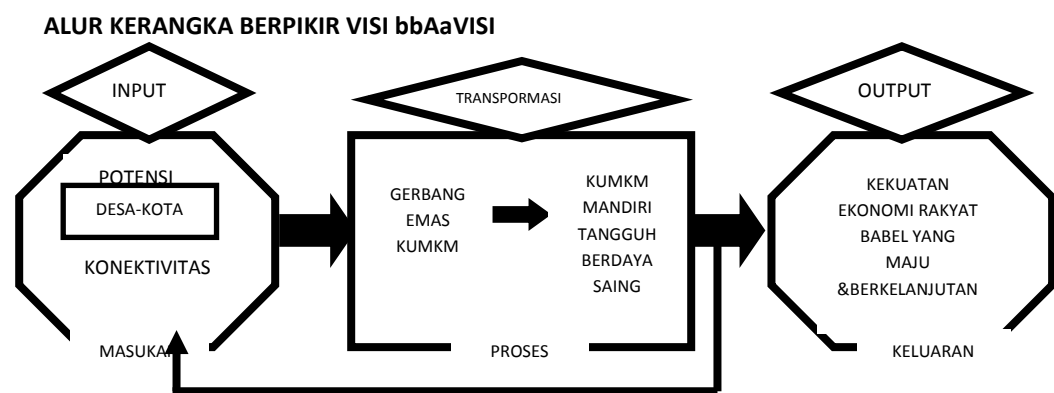 ALUR KERANGKA BERPIKIR VISI bbAaVISI
INPUT
POTENSI
DESA-KOTA
KONEKTIVITAS
MASUKA
TRANSPORMASI
GERBANG
EMAS
KUMKM
KUMKM
MANDIRI
TANGGUH
BERDAYA
SAING
PROSES
OUTPUT
KEKUATAN
EKONOMI RAKYAT
BABEL YANG
MAJU
&BERKELANJUTAN
KELUARAN